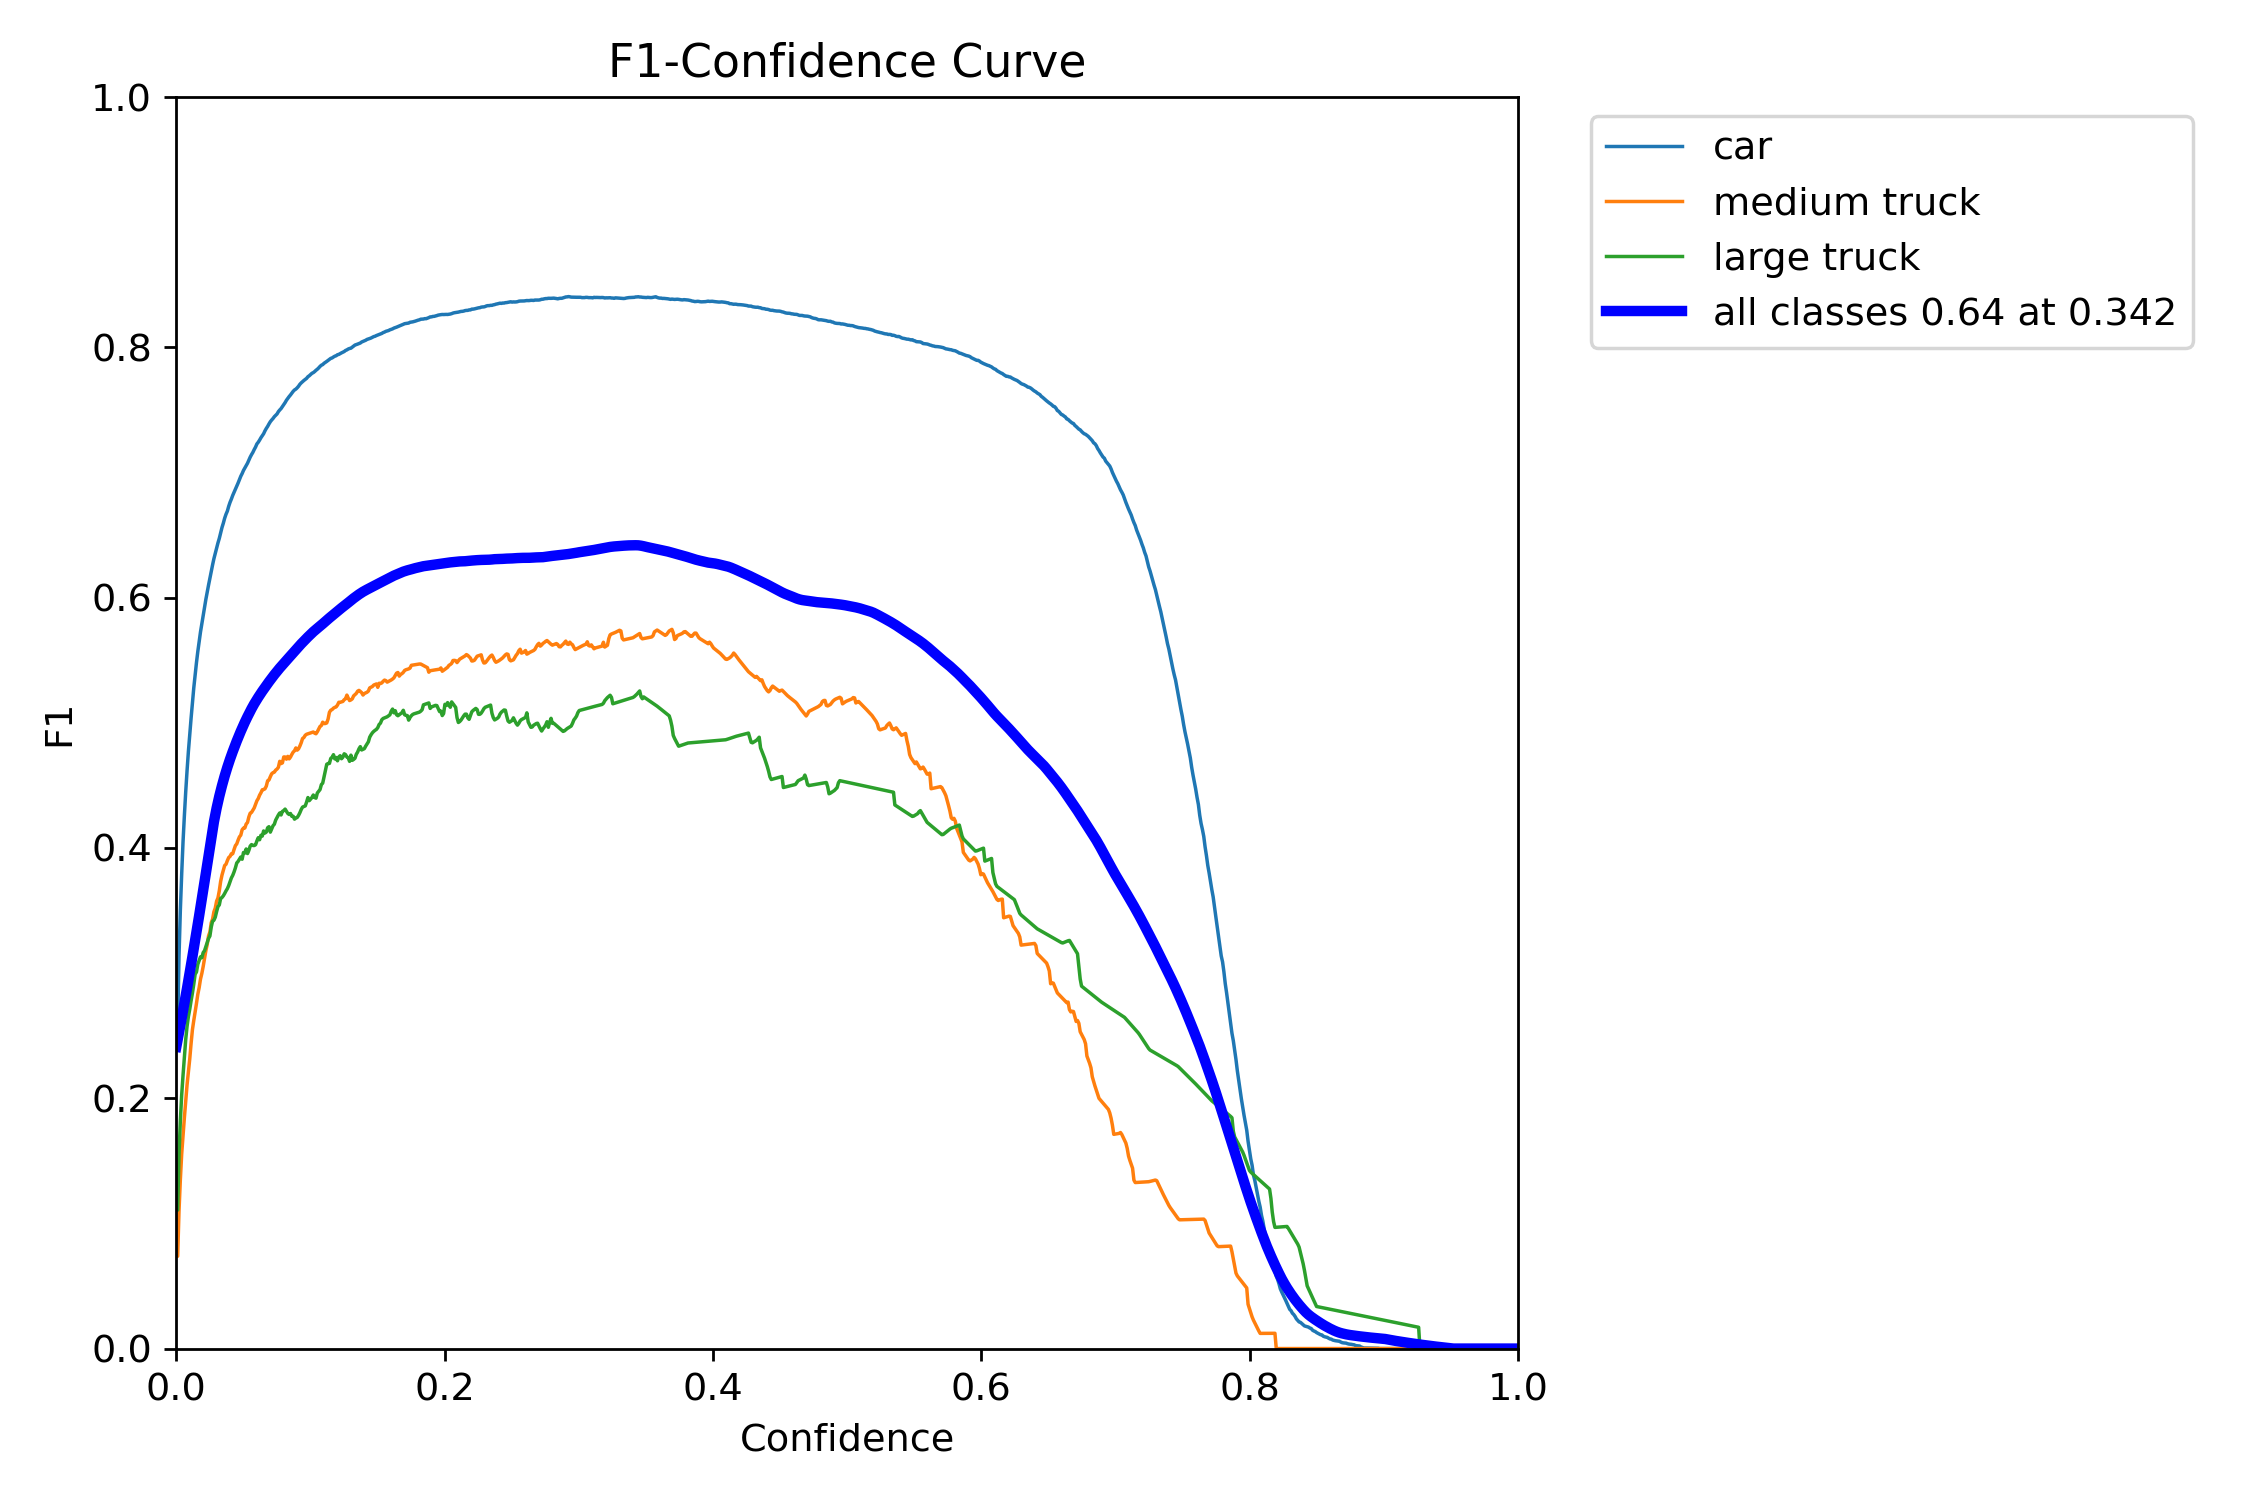 F1-Confidence Curve
1.0
0.8
0.6
0.4
0.2
0.0
F1
0.0 0.2 0.4 0.6 0.8 1.0
Confidence
car
medium truck
large truck
all classes 0.64 at 0.342